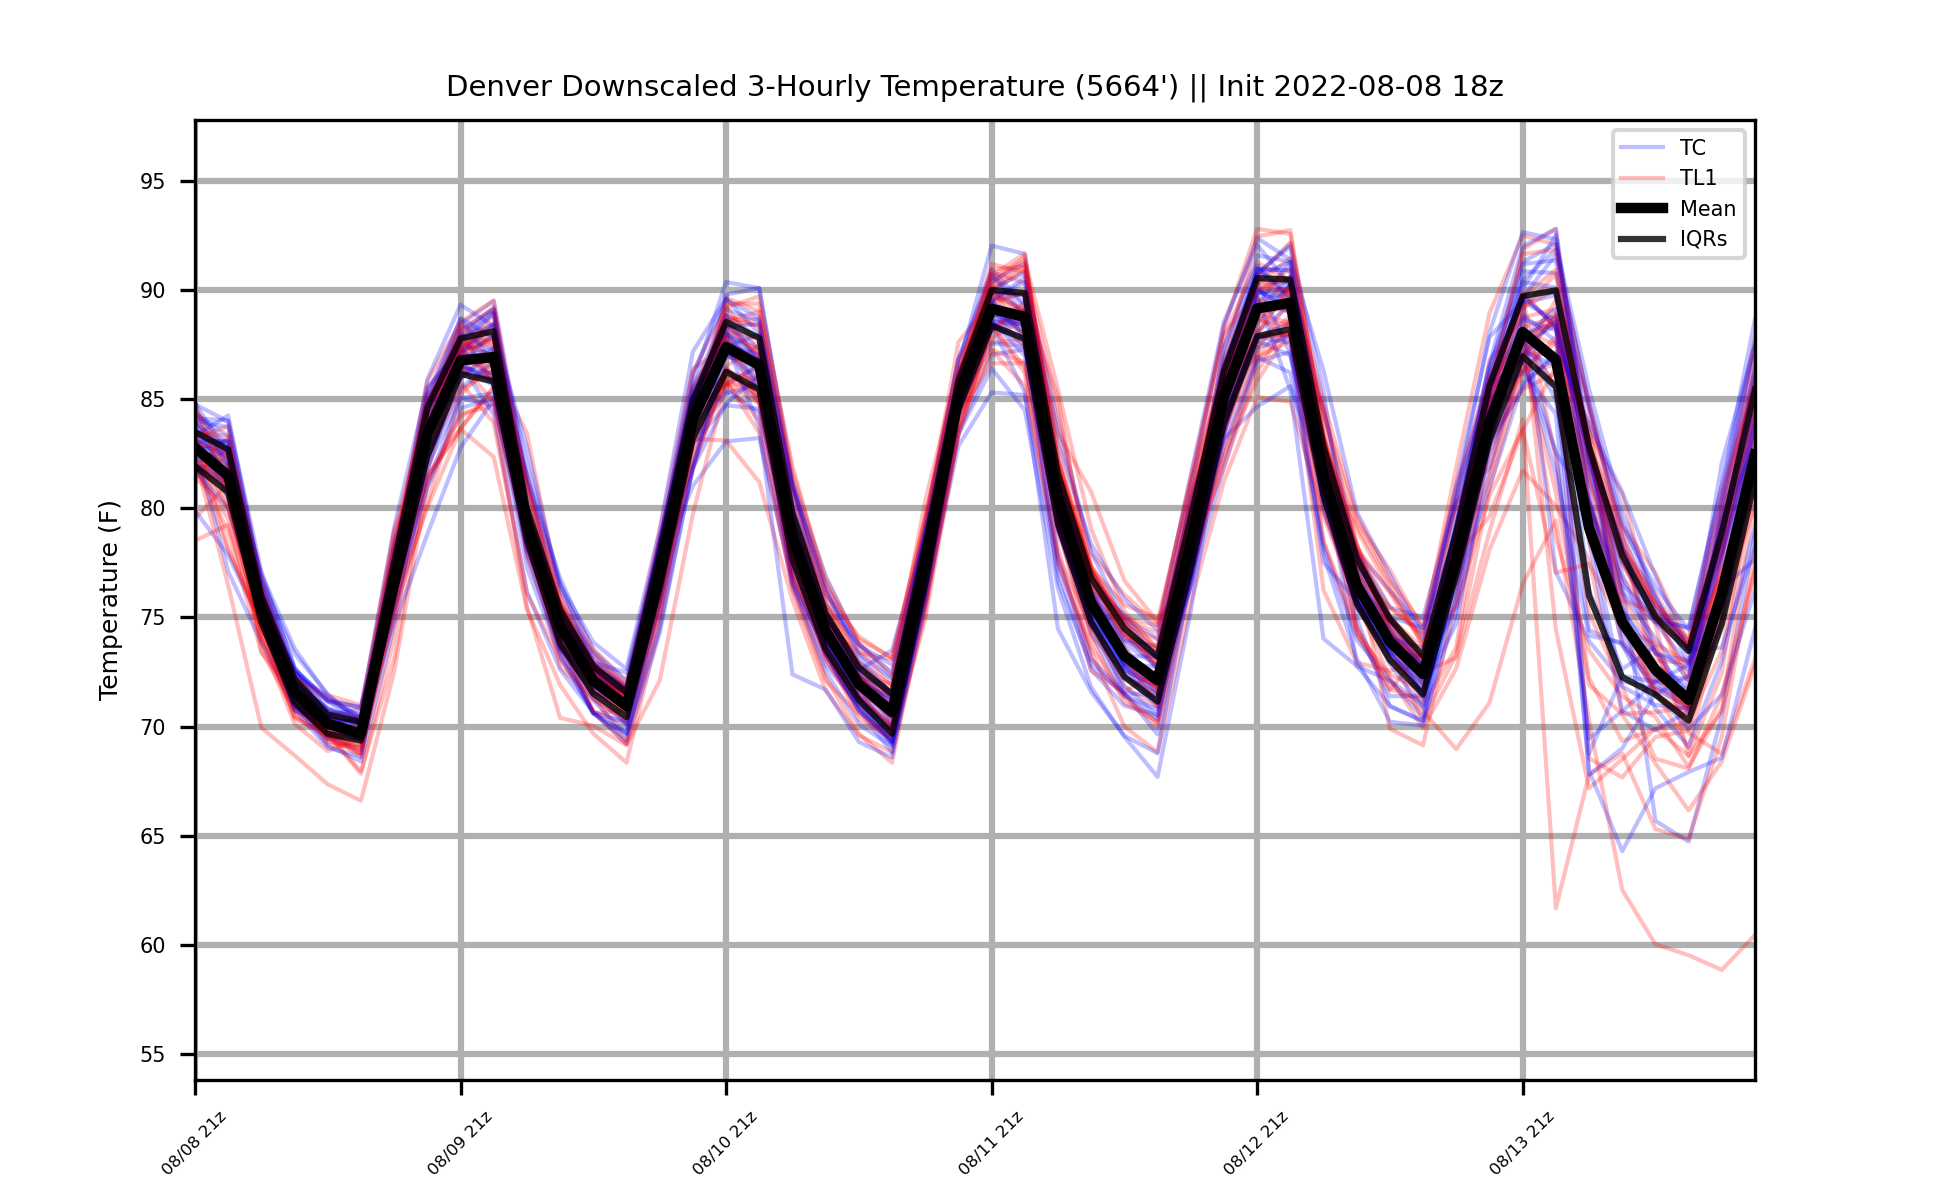 Denver Downscaled 3-Hourly Temperature (5664') || Init 2022-08-08 18z
TC
TL1
Mean
IQRs
Temperature (F)
95
90
85
80
75
70
65
60
55
08/08 21z
08/09 21z
08/10 21z
08/11 21z
08/12 21z
08/13 21z